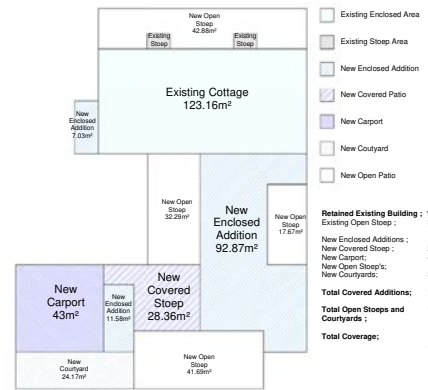 New Open
Stoep
42.88m²
Existing
Stoep
Existing
Stoep
Existing Cottage
123.16m²
New
Enclosed
Addition
7.03m²
New Open
Stoep
32.29m²
New
Enclosed
Addition
92.87m²
New Open
Stoep
17.67m²
New
Carport
43m²
New
Enclosed
Addition
11.58m²
New
Covered
Stoep
28.36m²
New
Courtyard
24.17m²
New Open
Stoep
41.69m²
Existing Enclosed Area
Existing Stoep Area
New Enclosed Addition
New Covered Patio
New Carport
New Coutyard
New Open Patio
Retained Existing Building ;
Existing Open Stoep ;
New Enclosed Additions ;
New Covered Stoep ;
New Carport;
New Open Stoep's;
New Courtyards;
Total Covered Additions;
Total Open Stoeps and
Courtyards ;
Total Coverage;